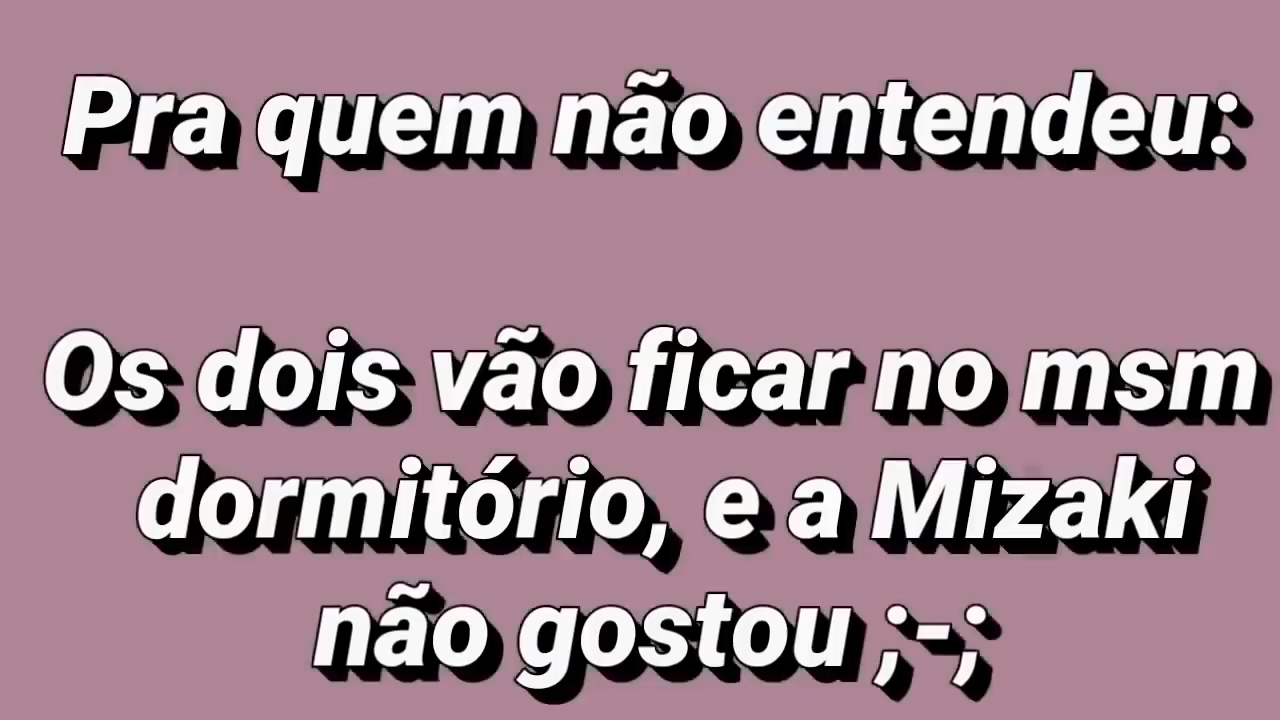 Pra quem não entendeu:
Os dois vão ficar no msm
dormitório, e a Mizaki
não gostou ;-;